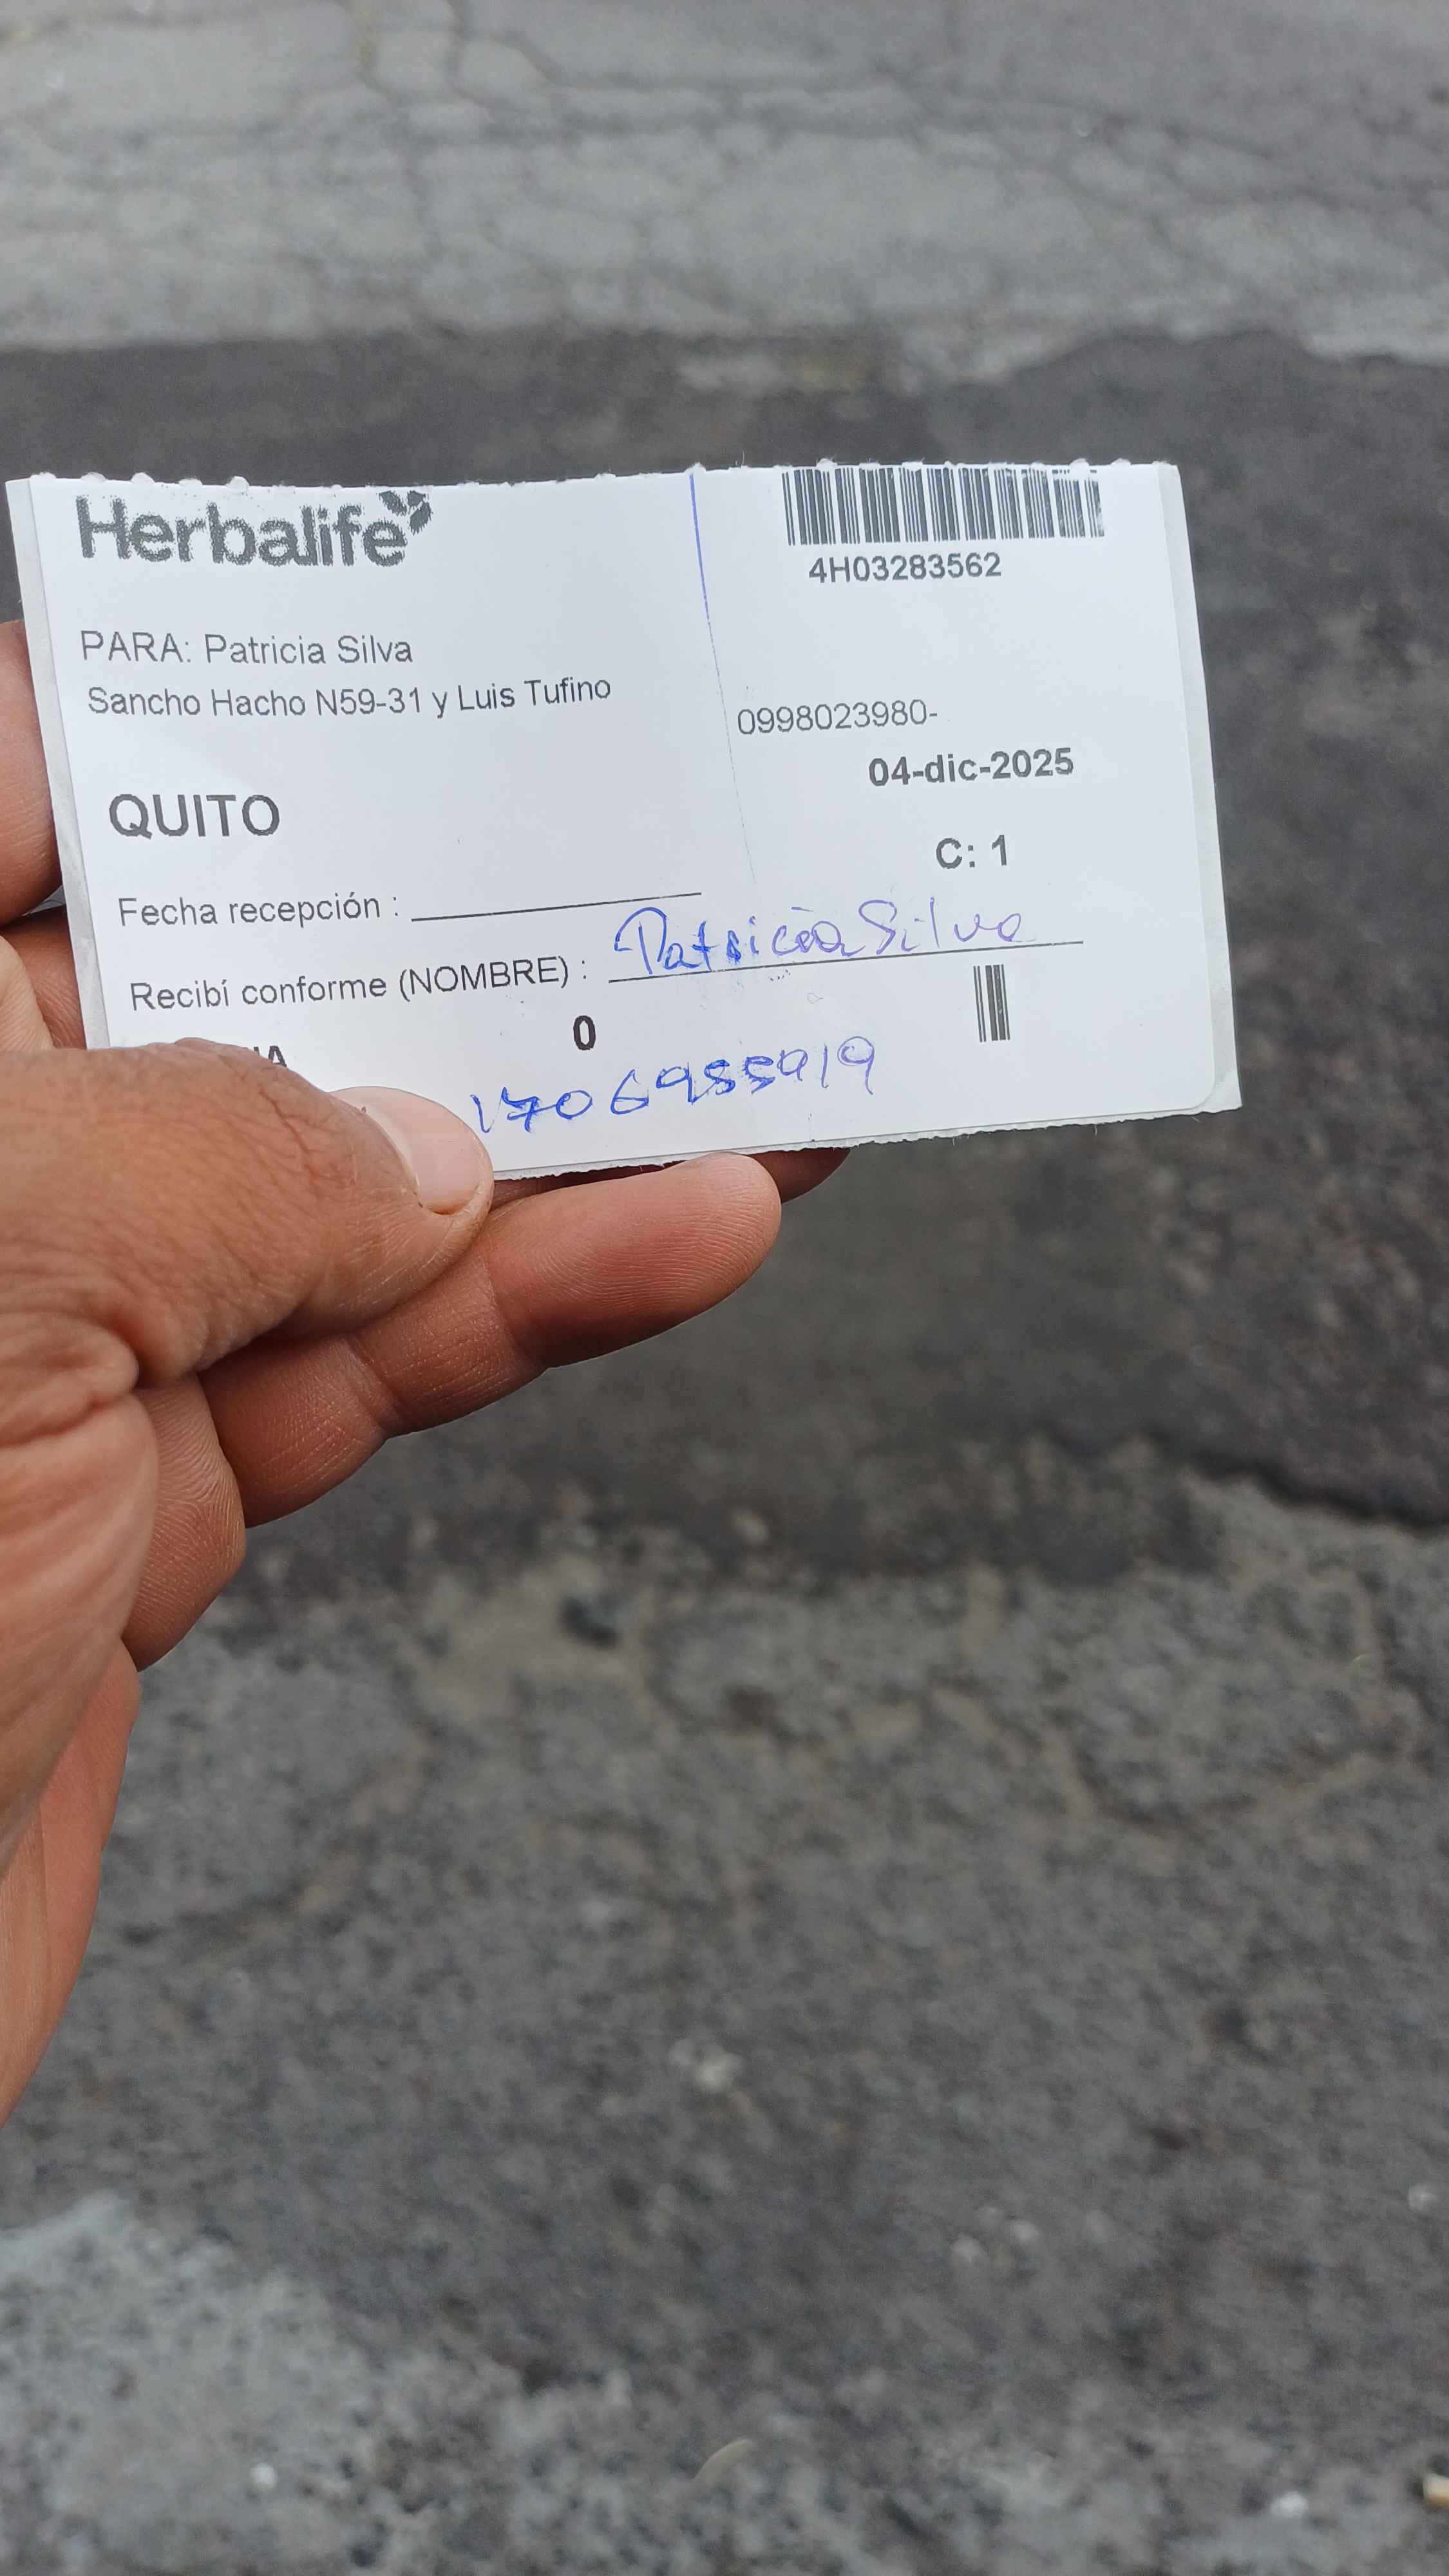 Herbalife
4H03283562
PARA: Patricia Silva
Sancho Hacho N59-31 y Luis Tufino
0998023980-
04-dic-2025
QUITO
C: 1
Fecha recepción :
Recibí conforme (NOMBRE) : Patricia Silva
0